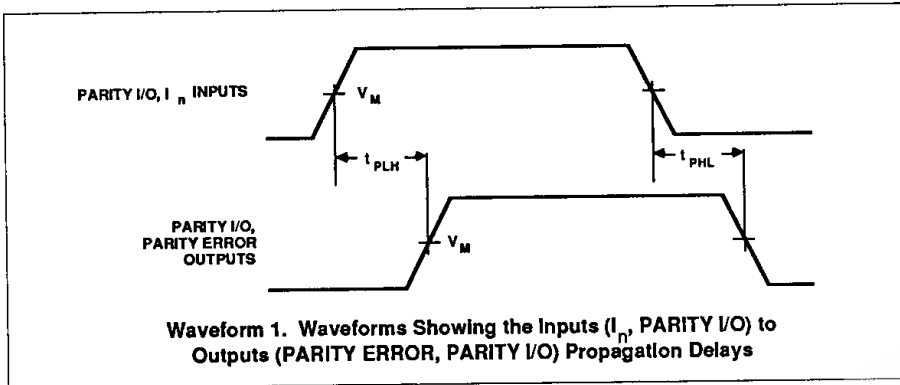 PARITY I/O, I n INPUTS
V M
t PLH
t PHL
PARITY I/O,
PARITY ERROR
OUTPUTS
V M
Waveform 1. Waveforms Showing the Inputs (In, PARITY I/O) to
Outputs (PARITY ERROR, PARITY I/O) Propagation Delays